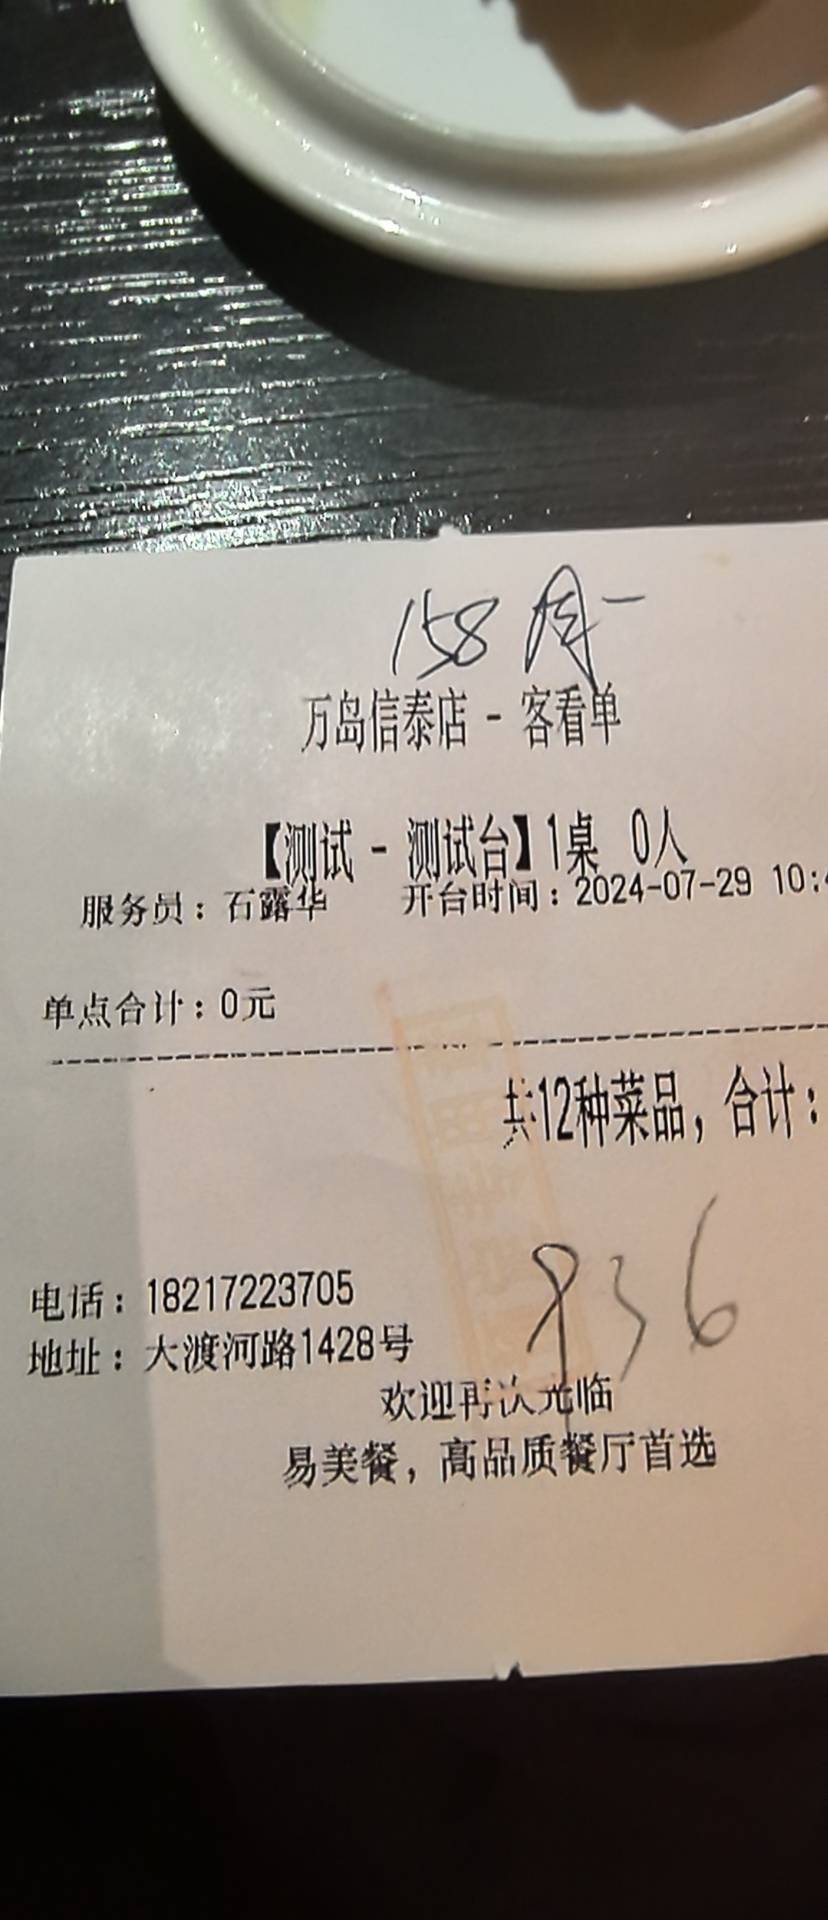 158 周一
万岛信泰店 - 客看单
【测试 - 测试台】1桌 0人
服务员：石露华 开台时间：2024-07-29 10:4
单点合计：0元
共12种菜品，合计：
936
电话：18217223705
地址：大渡河路1428号
欢迎再次光临
易美餐，高品质餐厅首选